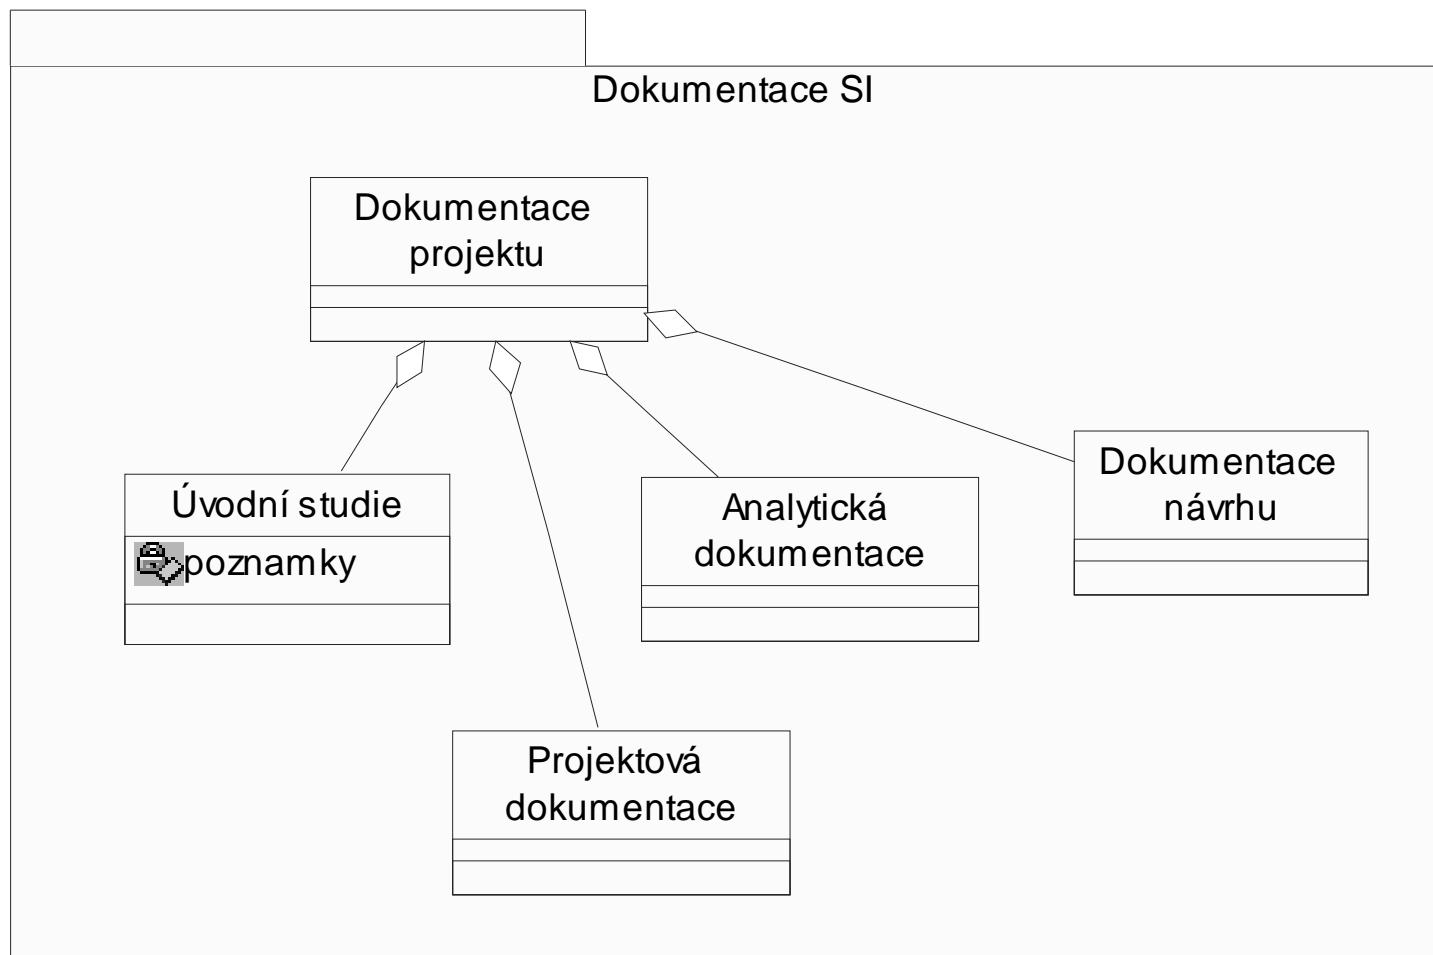 Dokumentace SI
Dokumentace
projektu
Úvodní studie
poznamky
Analytická
dokumentace
Dokumentace
návrhu
Projektová
dokumentace